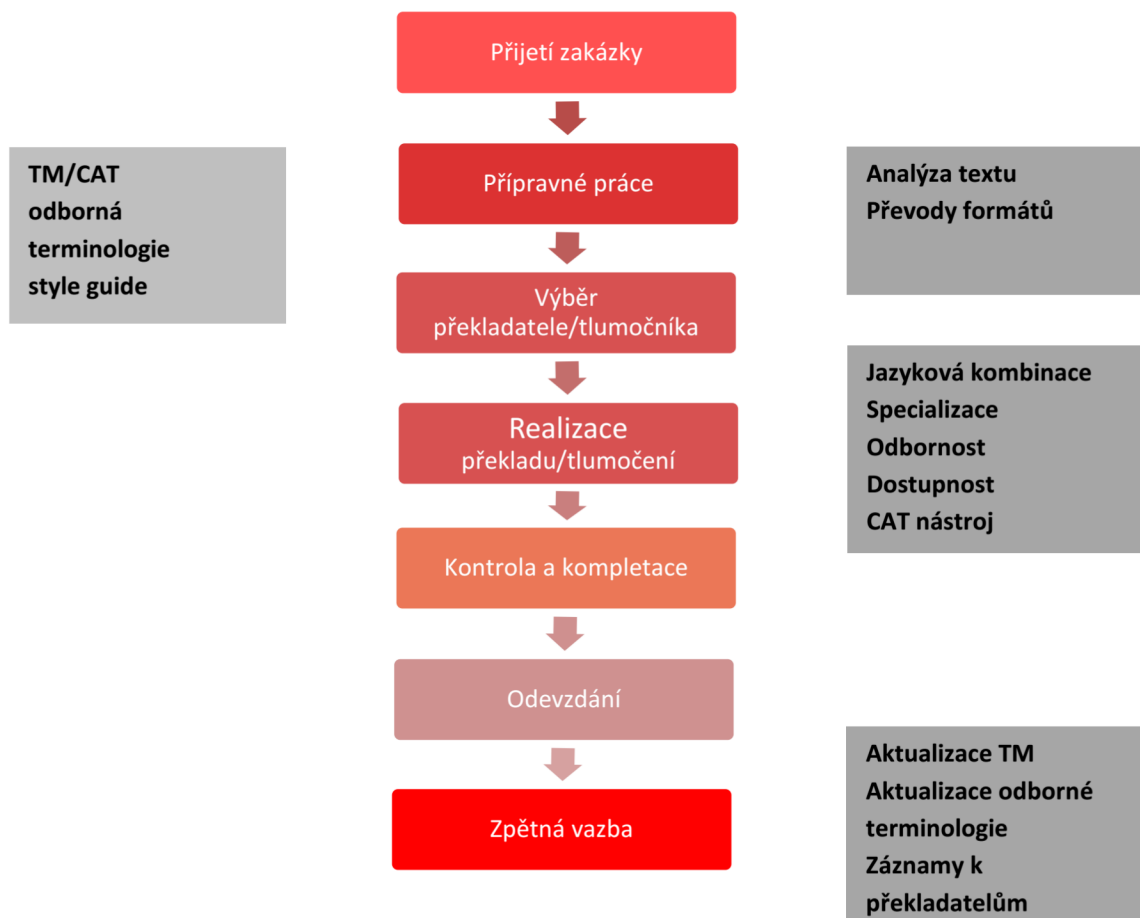 Přijetí zakázky
TM/CAT
odborná
terminologie
style guide
Přípravné práce
Analýza textu
Převody formátů
Výběr
překladatele/tlumočníka
Jazyková kombinace
Specializace
Odbornost
Dostupnost
CAT nástroj
Realizace
překladu/tlumočení
Kontrola a kompletace
Odevzdání
Zpětná vazba
Aktualizace TM
Aktualizace odborné
terminologie
Záznamy k
překladatelům